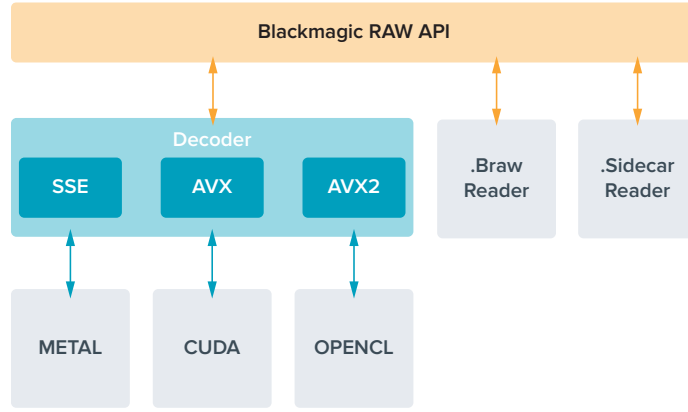 Blackmagic RAW API
Decoder
SSE
AVX
AVX2
.Braw
Reader
.Sidecar
Reader
METAL
CUDA
OPENCL